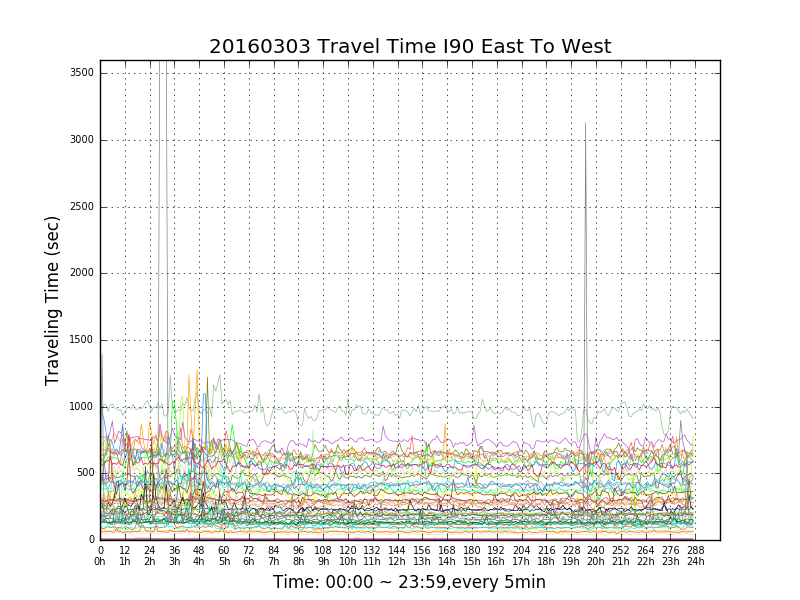 20160303 Travel Time I90 East To West
Traveling Time (sec)
3500
3000
2500
2000
1500
1000
500
0
0 12 24 36 48 60 72 84 96 108 120 132 144 156 168 180 192 204 216 228 240 252 264 276 288
0h 1h 2h 3h 4h 5h 6h 7h 8h 9h 10h 11h 12h 13h 14h 15h 16h 17h 18h 19h 20h 21h 22h 23h 24h
Time: 00:00 ~ 23:59,every 5min